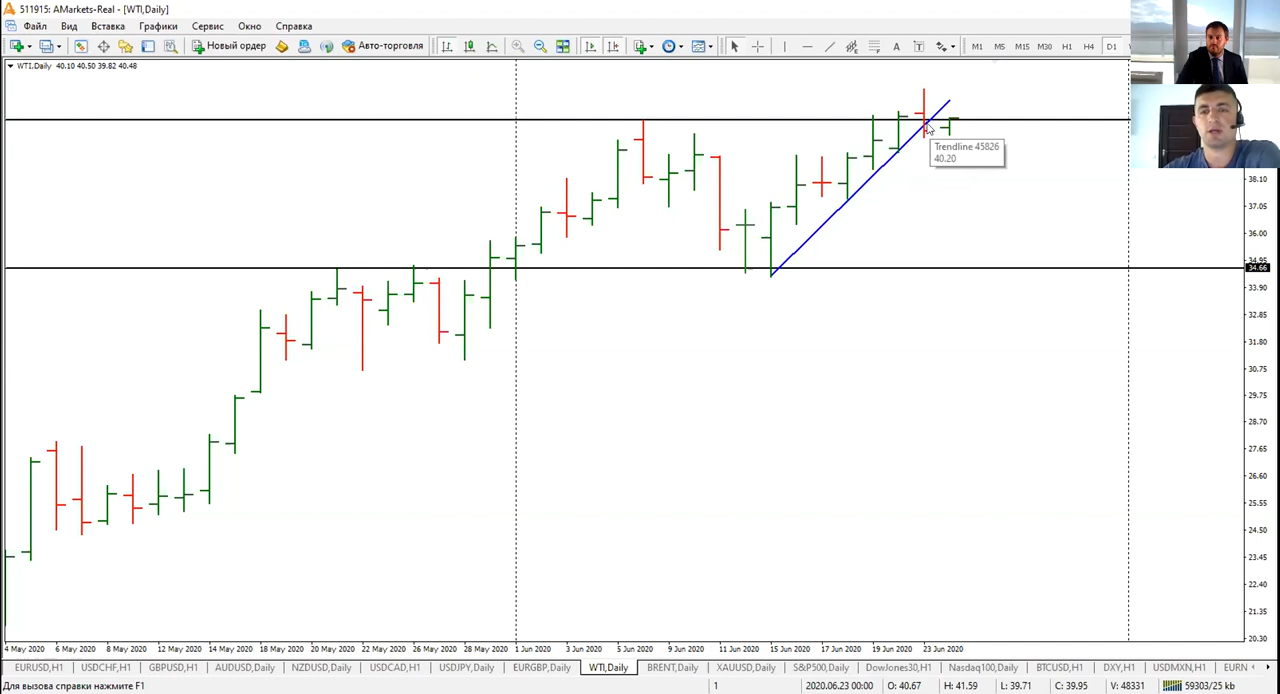 511915: AMarkets-Real - [WTI,Daily]
Файл Вид Вставка Графики Сервис Окно Справка
Новый ордер Авто-торговля A T M1 M5 M15 M30 H1 H4 D1
WTI,Daily 40.10 40.50 39.82 40.48
Trendline 45826
40.20
38.10
37.05
36.00
34.95
34.66
33.90
32.85
31.80
30.75
29.75
28.70
27.65
26.60
25.55
24.50
23.45
22.40
21.35
20.30
4 May 2020 6 May 2020 8 May 2020 12 May 2020 14 May 2020 18 May 2020 20 May 2020 22 May 2020 26 May 2020 28 May 2020 1 Jun 2020 3 Jun 2020 5 Jun 2020 9 Jun 2020 11 Jun 2020 15 Jun 2020 17 Jun 2020 19 Jun 2020 23 Jun 2020
EURUSD,H1 USDCHF,H1 GBPUSD,H1 AUDUSD,Daily NZDUSD,Daily USDCAD,H1 USDJPY,Daily EURGBP,Daily WTI,Daily BRENT,Daily XAUUSD,Daily S&P500,Daily DowJones30,H1 Nasdaq100,Daily BTCUSD,H1 DXY,H1 USDMXN,H1 EURN
Для вызова справки нажмите F1 1 2020.06.23 00:00 O: 40.67 H: 41.59 L: 39.71 C: 39.95 V: 48331 59303/25 kb